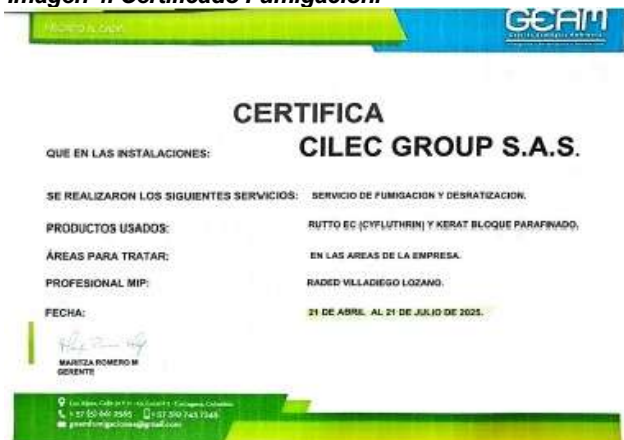 Imagen 4. Certificado Fumigación.
GEAM
CERTIFICA
QUE EN LAS INSTALACIONES: CILEC GROUP S.A.S.
SE REALIZARON LOS SIGUIENTES SERVICIOS: SERVICIO DE FUMIGACION Y DESRATIZACION.
PRODUCTOS USADOS: RUTTO EC (CYFLUTHRIN) Y KERAT BLOQUE PARAFINADO.
ÁREAS PARA TRATAR: EN LAS AREAS DE LA EMPRESA.
PROFESIONAL MIP: RADED VILLADIEGO LOZANO.
FECHA: 21 DE ABRIL AL 21 DE JULIO DE 2025.
MARITZA ROMERO M
GERENTE